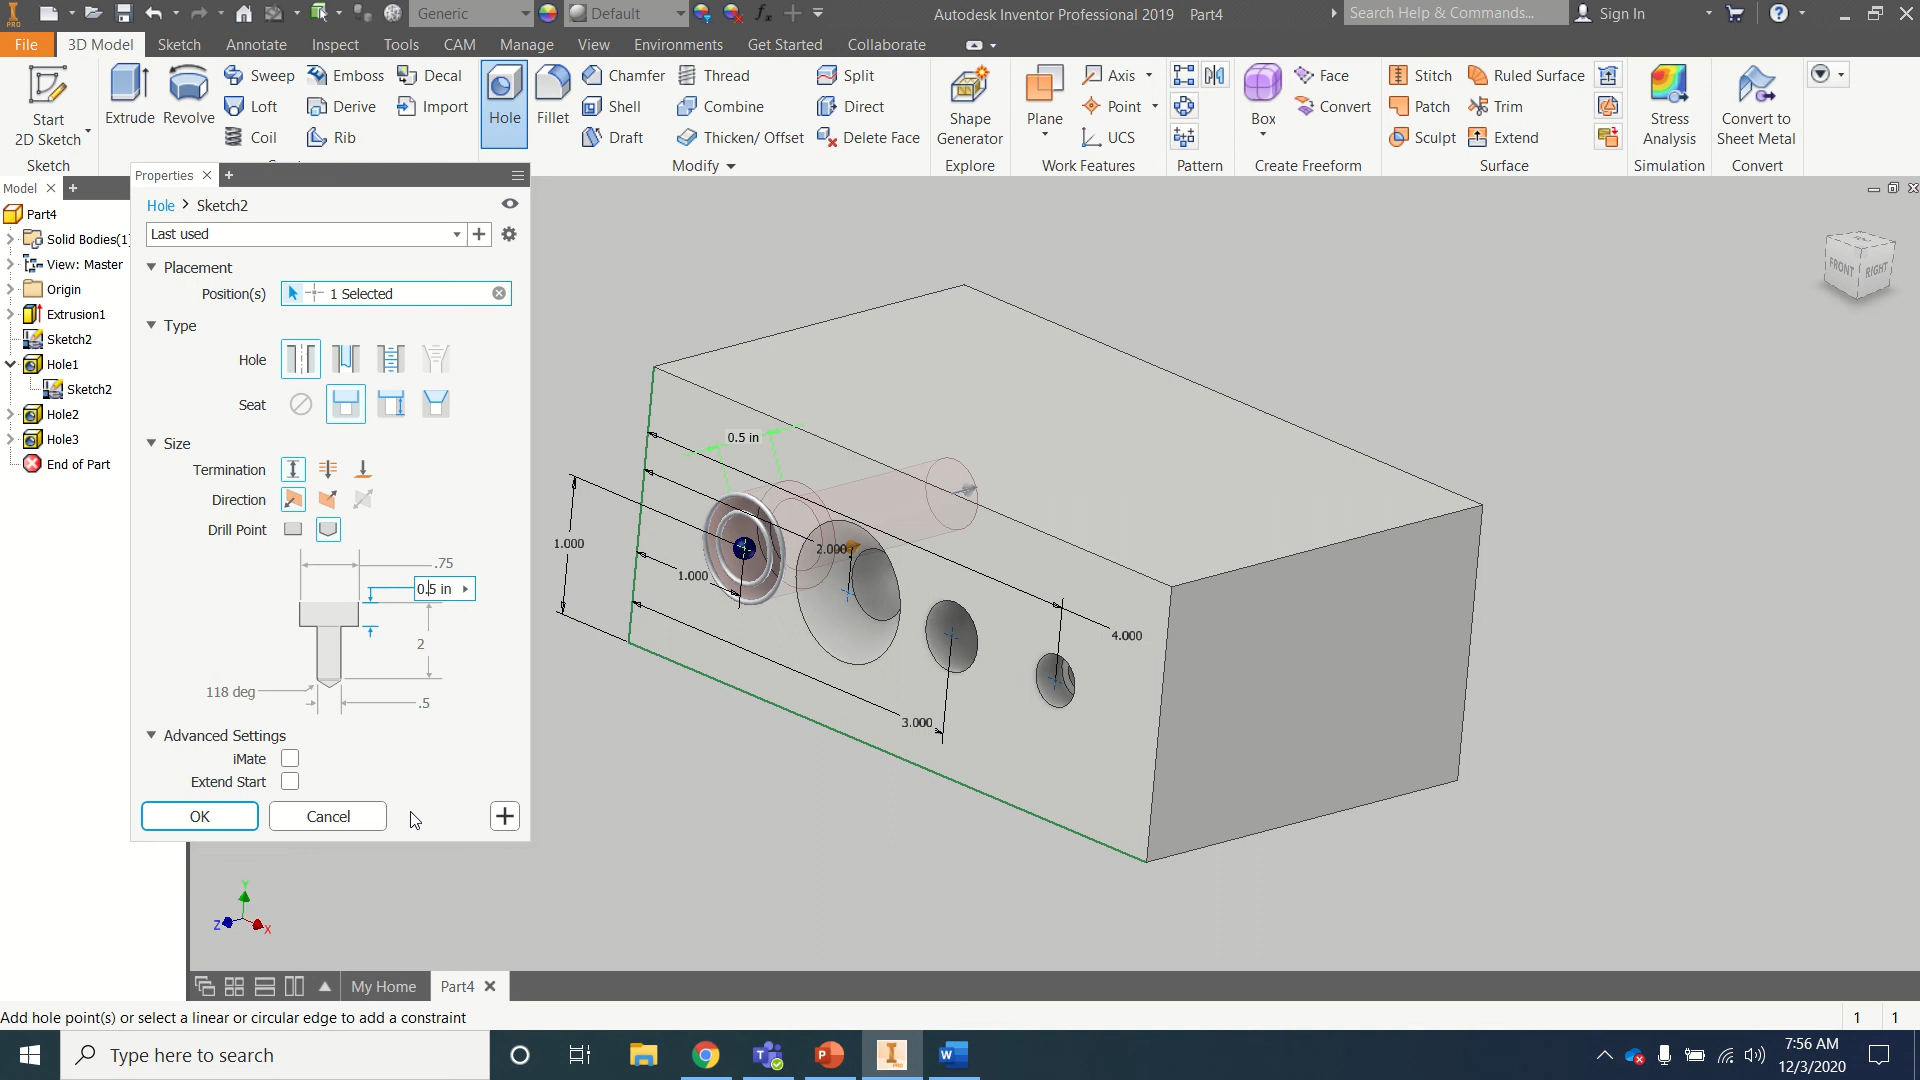 Generic
Default
fx
Autodesk Inventor Professional 2019 Part4
Search Help & Commands...
Sign In
?
PRO
File
3D Model
Sketch
Annotate
Inspect
Tools
CAM
Manage
View
Environments
Get Started
Collaborate
Start
2D Sketch
Sketch
Extrude
Revolve
Sweep
Loft
Coil
Emboss
Derive
Rib
Decal
Import
Hole
Fillet
Chamfer
Shell
Draft
Thread
Combine
Thicken/ Offset
Split
Direct
Delete Face
Modify
Shape
Generator
Explore
Plane
Axis
Point
UCS
Work Features
Pattern
Box
Face
Convert
Create Freeform
Stitch
Patch
Sculpt
Ruled Surface
Trim
Extend
Surface
Stress
Analysis
Simulation
Convert to
Sheet Metal
Convert
Model
Part4
Solid Bodies(1)
View: Master
Origin
Extrusion1
Sketch2
Hole1
Sketch2
Hole2
Hole3
End of Part
Properties
Hole > Sketch2
Last used
Placement
Position(s)
1 Selected
Type
Hole
Seat
Size
Termination
Direction
Drill Point
.75
0.5 in
2
118 deg
.5
Advanced Settings
iMate
Extend Start
OK
Cancel
0.5 in
1.000
1.000
2.000
3.000
4.000
FRONT
RIGHT
Y
Z
X
My Home
Part4
Add hole point(s) or select a linear or circular edge to add a constraint
1
1
Type here to search
7:56 AM
12/3/2020